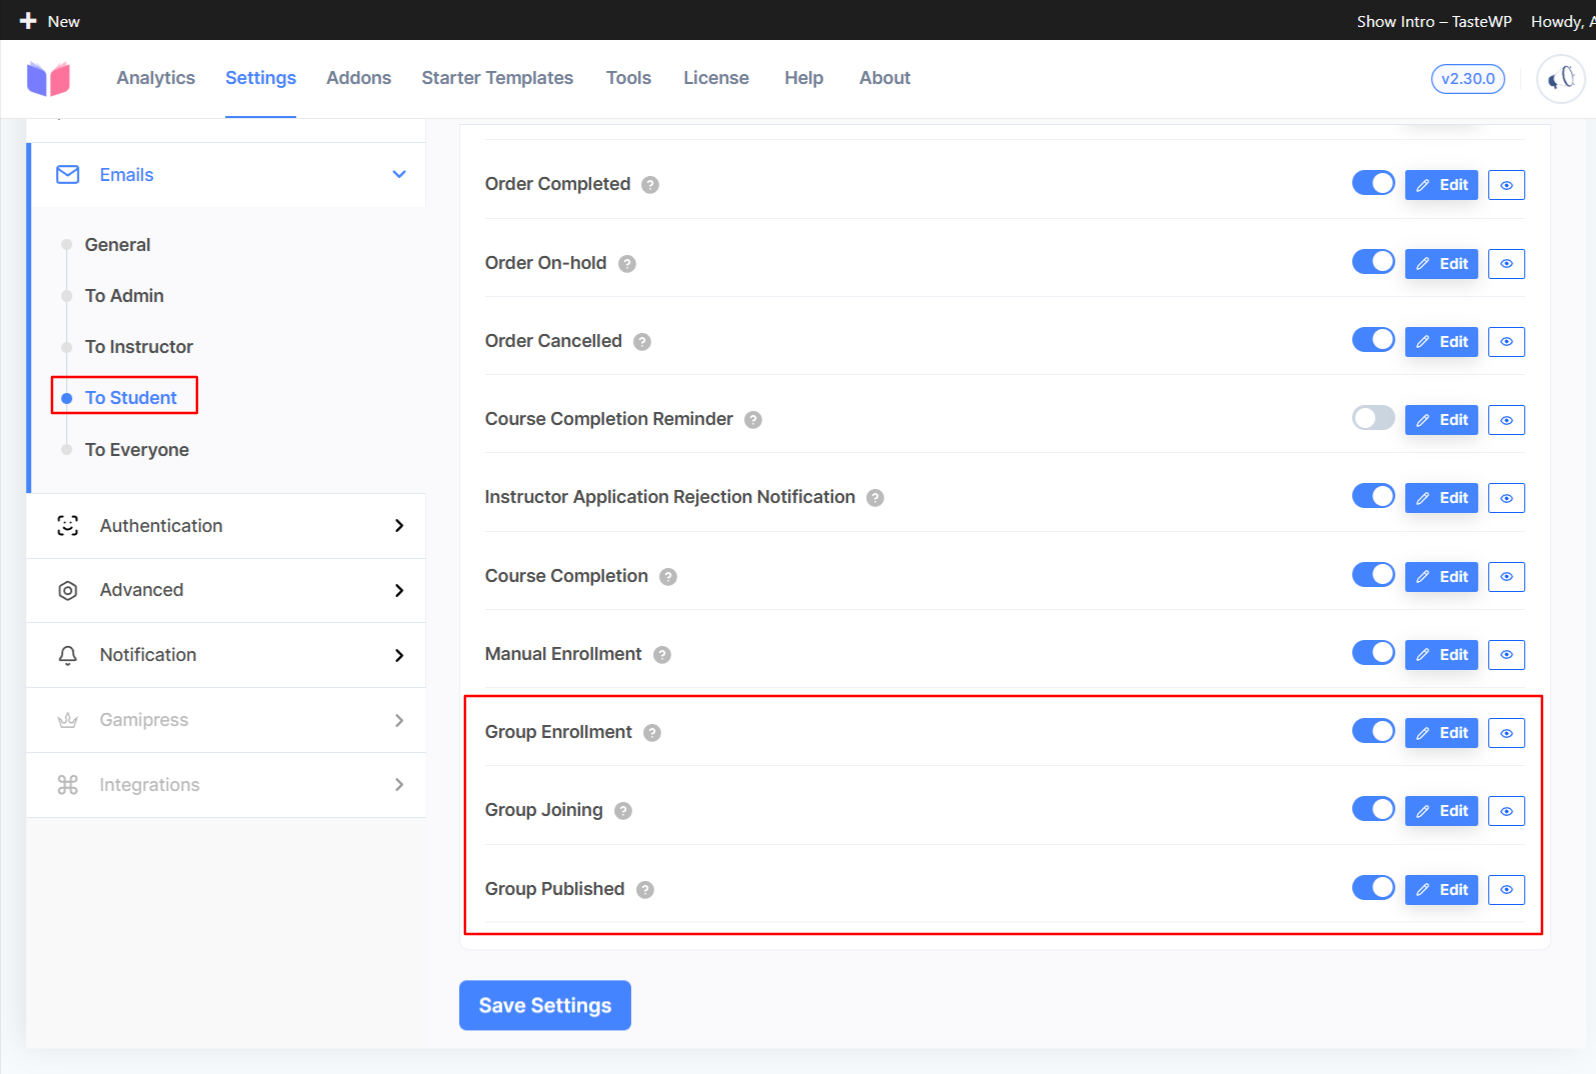 New
Show Intro – TasteWP
Howdy, A
Analytics
Settings
Addons
Starter Templates
Tools
License
Help
About
v2.30.0
Emails
General
To Admin
To Instructor
To Student
To Everyone
Authentication
Advanced
Notification
Gamipress
Integrations
Order Completed ? Edit
Order On-hold ? Edit
Order Cancelled ? Edit
Course Completion Reminder ? Edit
Instructor Application Rejection Notification ? Edit
Course Completion ? Edit
Manual Enrollment ? Edit
Group Enrollment ? Edit
Group Joining ? Edit
Group Published ? Edit
Save Settings